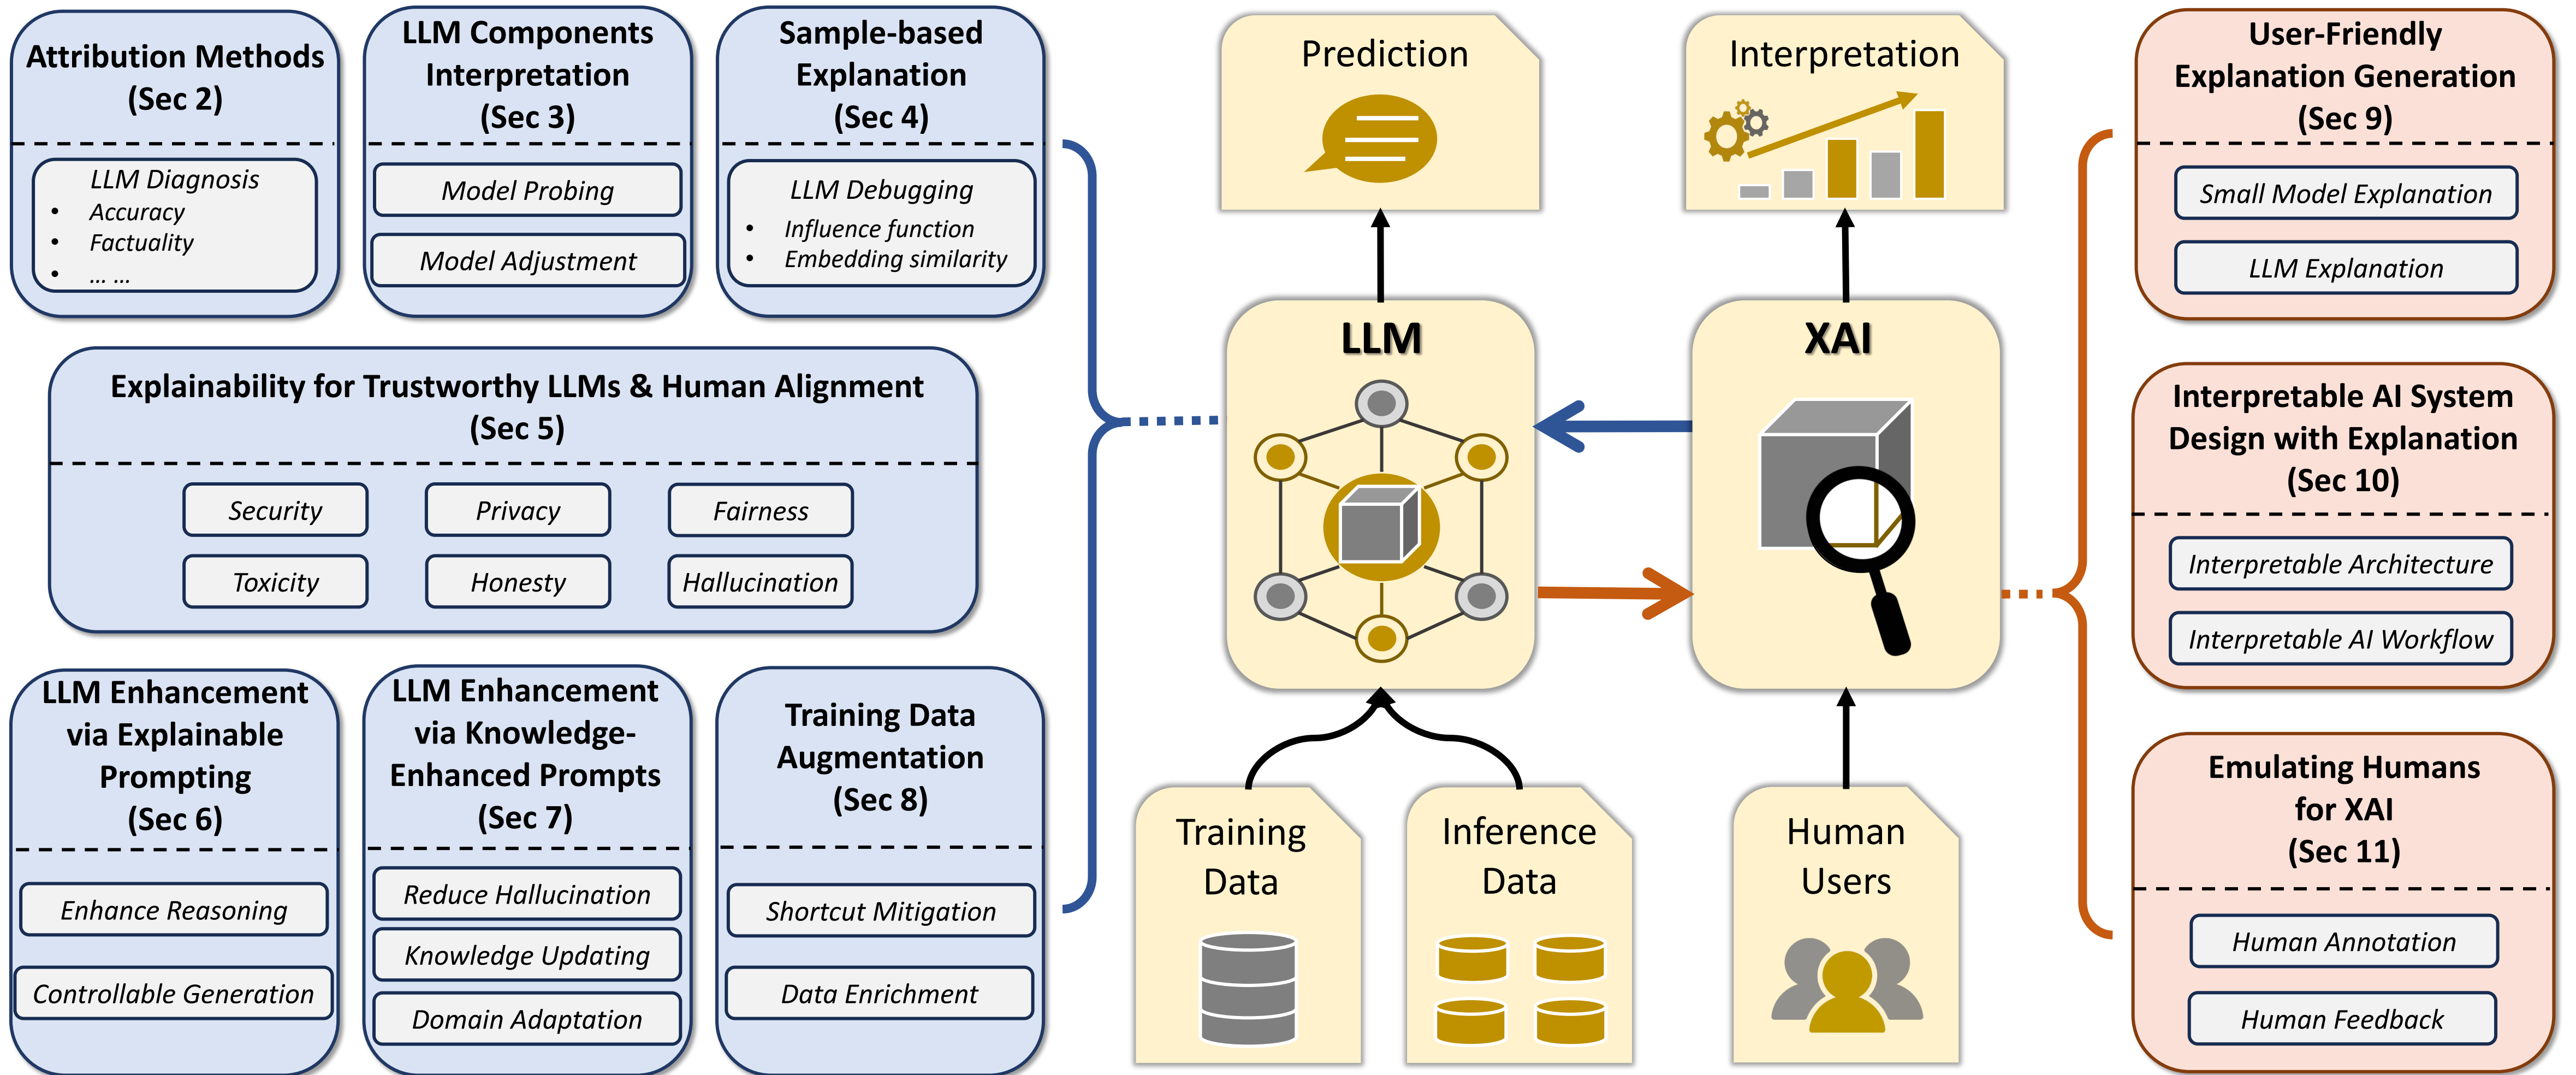 Attribution Methods
(Sec 2)
LLM Diagnosis
• Accuracy
• Factuality
• … …
LLM Components
Interpretation
(Sec 3)
Model Probing
Model Adjustment
Sample-based
Explanation
(Sec 4)
LLM Debugging
• Influence function
• Embedding similarity
Explainability for Trustworthy LLMs & Human Alignment
(Sec 5)
Security
Privacy
Fairness
Toxicity
Honesty
Hallucination
LLM Enhancement
via Explainable
Prompting
(Sec 6)
Enhance Reasoning
Controllable Generation
LLM Enhancement
via Knowledge-
Enhanced Prompts
(Sec 7)
Reduce Hallucination
Knowledge Updating
Domain Adaptation
Training Data
Augmentation
(Sec 8)
Shortcut Mitigation
Data Enrichment
Prediction
Interpretation
LLM
XAI
Training
Data
Inference
Data
Human
Users
User-Friendly
Explanation Generation
(Sec 9)
Small Model Explanation
LLM Explanation
Interpretable AI System
Design with Explanation
(Sec 10)
Interpretable Architecture
Interpretable AI Workflow
Emulating Humans
for XAI
(Sec 11)
Human Annotation
Human Feedback